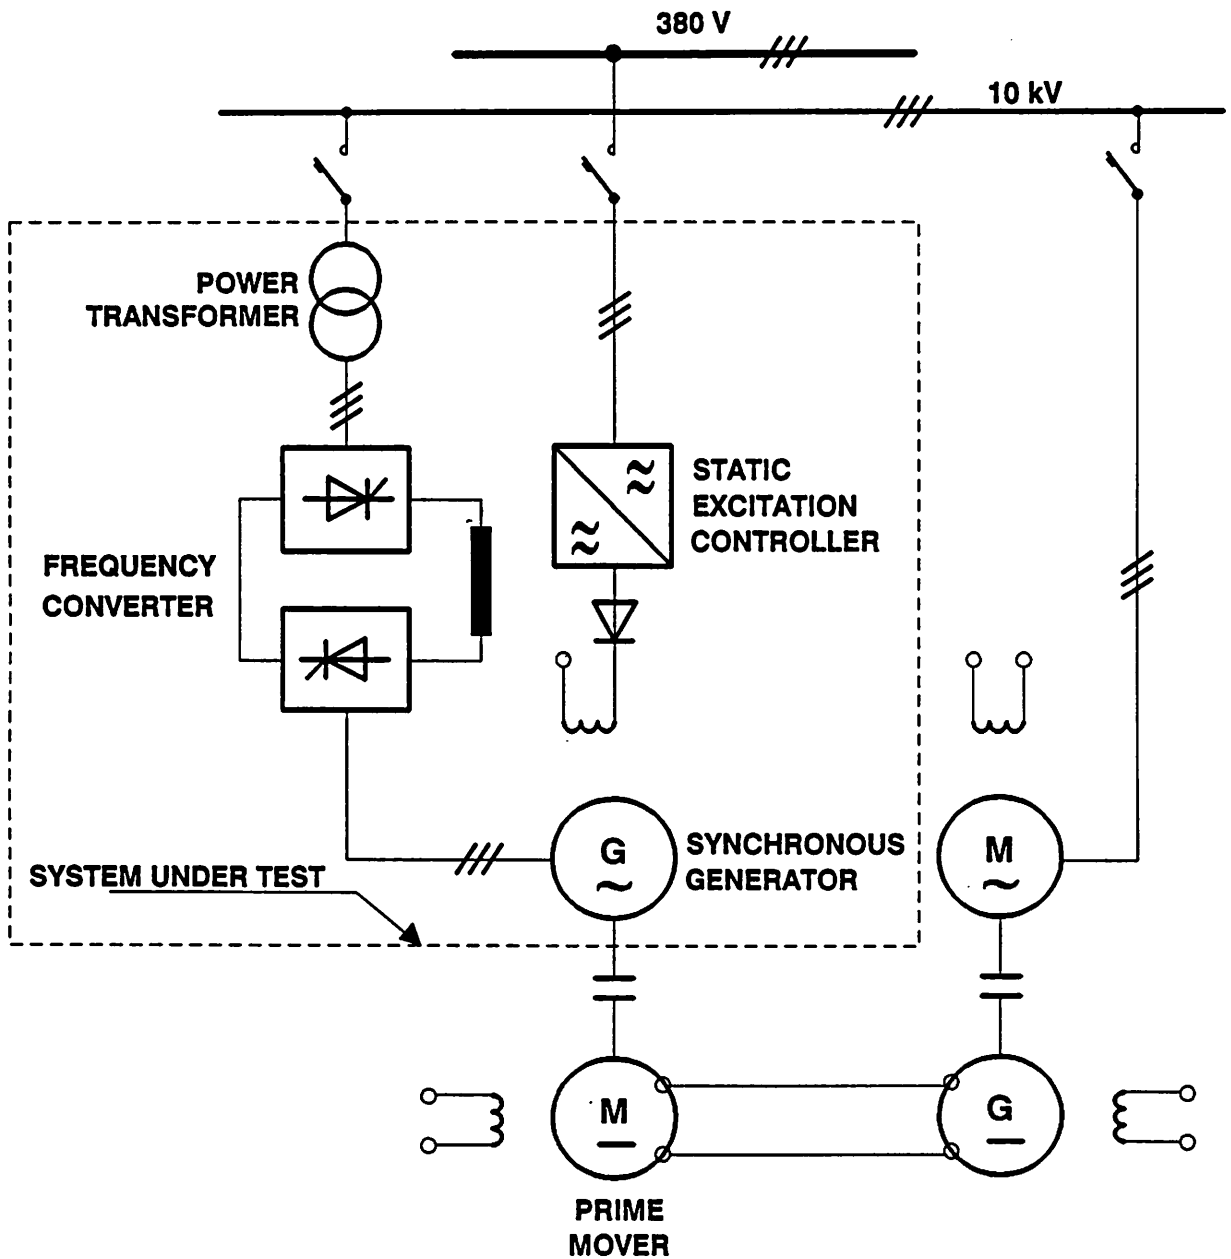 380 V
10 kV
POWER
TRANSFORMER
STATIC
EXCITATION
CONTROLLER
FREQUENCY
CONVERTER
G
SYNCHRONOUS
GENERATOR
M
SYSTEM UNDER TEST
M
G
PRIME
MOVER